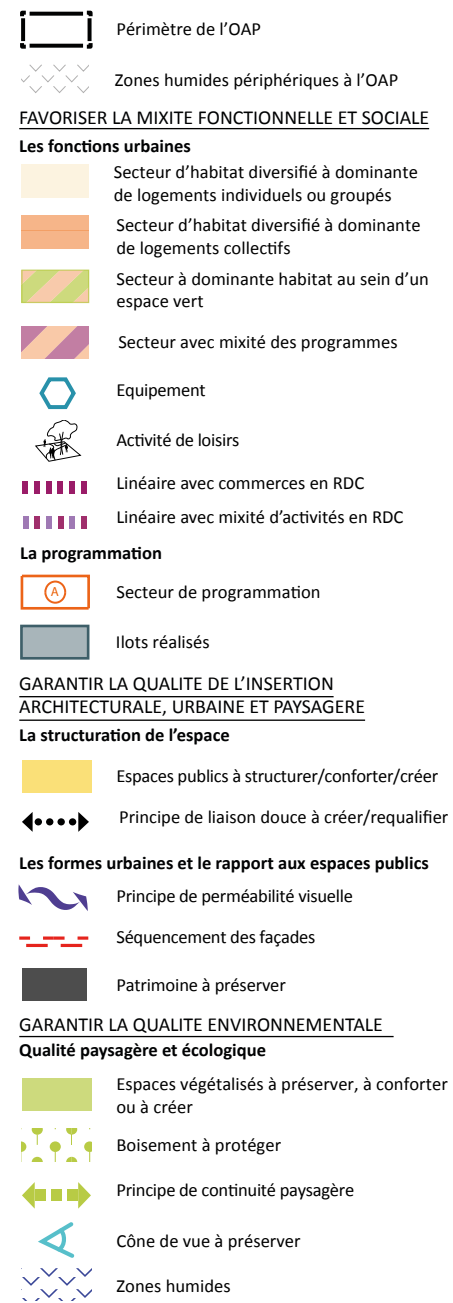 Périmètre de l’OAP
Zones humides périphériques à l’OAP
FAVORISER LA MIXITE FONCTIONNELLE ET SOCIALE
Les fonctions urbaines
Secteur d’habitat diversifié à dominante
de logements individuels ou groupés
Secteur d’habitat diversifié à dominante
de logements collectifs
Secteur à dominante habitat au sein d’un
espace vert
Secteur avec mixité des programmes
Equipement
Activité de loisirs
Linéaire avec commerces en RDC
Linéaire avec mixité d’activités en RDC
La programmation
A
Secteur de programmation
Ilots réalisés
GARANTIR LA QUALITE DE L’INSERTION
ARCHITECTURALE, URBAINE ET PAYSAGERE
La structuration de l’espace
Espaces publics à structurer/conforter/créer
Principe de liaison douce à créer/requalifier
Les formes urbaines et le rapport aux espaces publics
Principe de perméabilité visuelle
Séquencement des façades
Patrimoine à préserver
GARANTIR LA QUALITE ENVIRONNEMENTALE
Qualité paysagère et écologique
Espaces végétalisés à préserver, à conforter
ou à créer
Boisement à protéger
Principe de continuité paysagère
Cône de vue à préserver
Zones humides